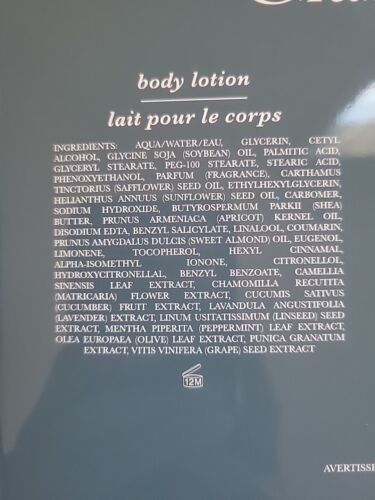 body lotion
lait pour le corps
INGREDIENTS: AQUA/WATER/EAU, GLYCERIN, CETYL
ALCOHOL, GLYCINE SOJA (SOYBEAN) OIL, PALMITIC ACID,
GLYCERYL STEARATE, PEG-100 STEARATE, STEARIC ACID,
PHENOXYETHANOL, PARFUM (FRAGRANCE), CARTHAMUS
TINCTORIUS (SAFFLOWER) SEED OIL, ETHYLHEXYLGLYCERIN,
HELIANTHUS ANNUUS (SUNFLOWER) SEED OIL, CARBOMER,
SODIUM HYDROXIDE, BUTYROSPERMUM PARKII (SHEA)
BUTTER, PRUNUS ARMENIACA (APRICOT) KERNEL OIL,
DISODIUM EDTA, BENZYL SALICYLATE, LINALOOL, COUMARIN,
PRUNUS AMYGDALUS DULCIS (SWEET ALMOND) OIL, EUGENOL,
LIMONENE, TOCOPHEROL, HEXYL CINNAMAL,
ALPHA-ISOMETHYL IONONE, CITRONELLOL,
HYDROXYCITRONELLAL, BENZYL BENZOATE, CAMELLIA
SINENSIS LEAF EXTRACT, CHAMOMILLA RECUTITA
(MATRICARIA) FLOWER EXTRACT, CUCUMIS SATIVUS
(CUCUMBER) FRUIT EXTRACT, LAVANDULA ANGUSTIFOLIA
(LAVENDER) EXTRACT, LINUM USITATISSIMUM (LINSEED) SEED
EXTRACT, MENTHA PIPERITA (PEPPERMINT) LEAF EXTRACT,
OLEA EUROPAEA (OLIVE) LEAF EXTRACT, PUNICA GRANATUM
EXTRACT, VITIS VINIFERA (GRAPE) SEED EXTRACT
12M
AVERTISSE